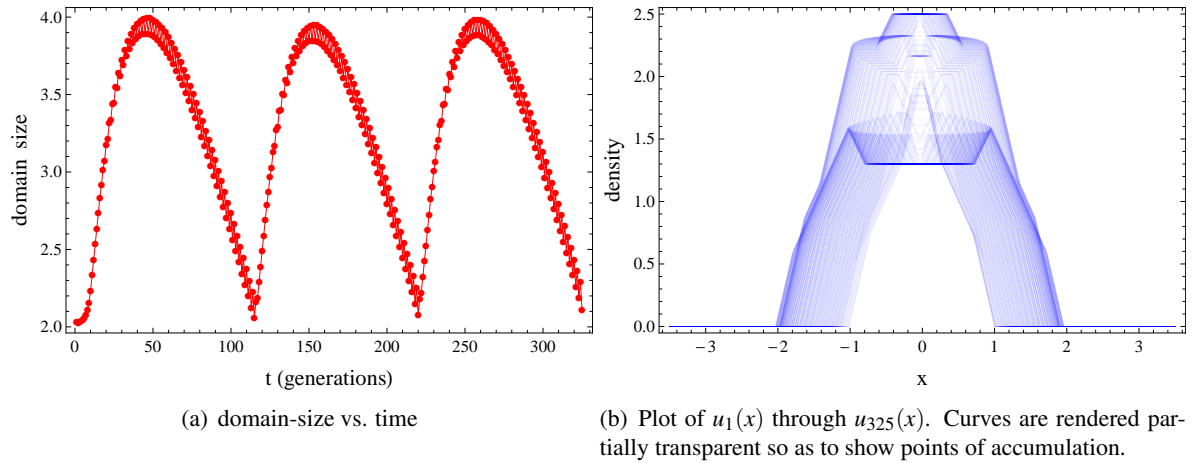 4.0
3.5
3.0
2.5
2.0
domain size
0 50 100 150 200 250 300
t (generations)
(a) domain-size vs. time
2.5
2.0
1.5
1.0
0.5
0.0
density
−3 −2 −1 0 1 2 3
x
(b) Plot of u1(x) through u325(x). Curves are rendered par-
tially transparent so as to show points of accumulation.